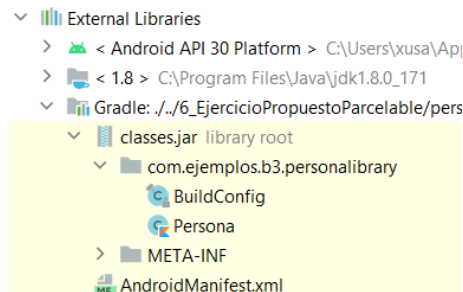 External Libraries
< Android API 30 Platform > C:\Users\xusa\App
< 1.8 > C:\Program Files\Java\jdk1.8.0_171
Gradle: ./../6_EjercicioPropuestoParcelable/pers
classes.jar library root
com.ejemplos.b3.personalibrary
BuildConfig
Persona
META-INF
AndroidManifest.xml